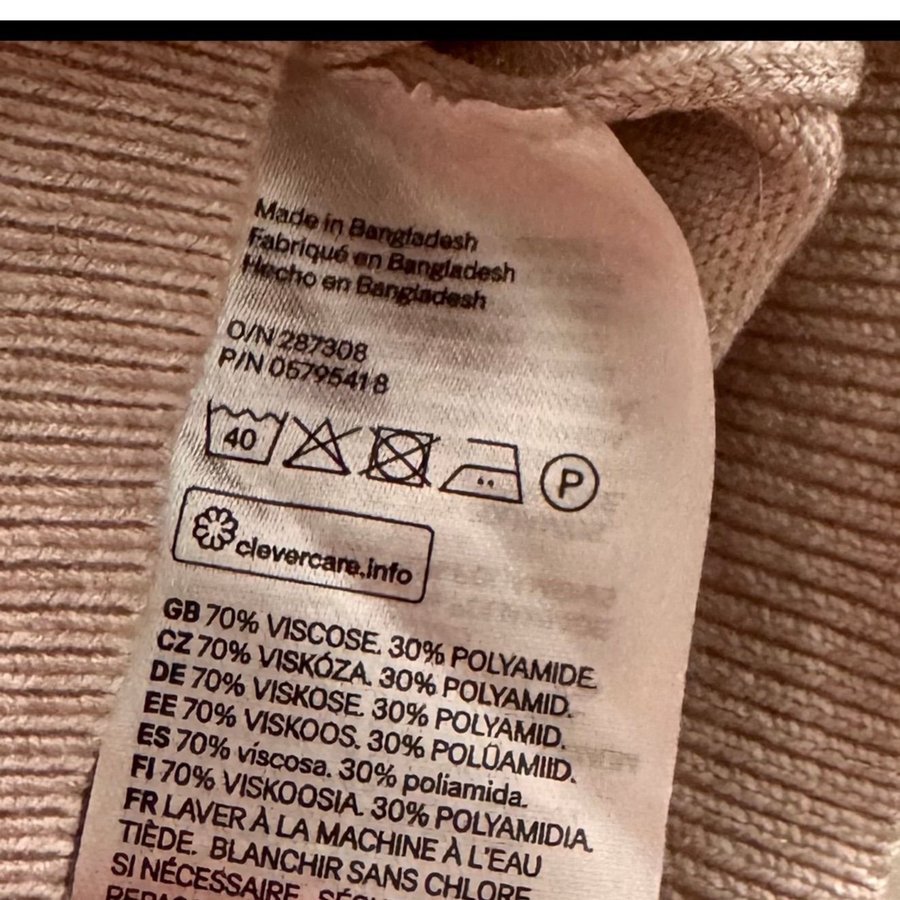 Made in Bangladesh
Fabriqué en Bangladesh
Hecho en Bangladesh
O/N 287308
P/N 05795418
40
P
clevercare.info
GB 70% VISCOSE. 30% POLYAMIDE.
CZ 70% VISKÓZA. 30% POLYAMID.
DE 70% VISKOSE. 30% POLYAMID.
EE 70% VISKOOS. 30% POLÜAMIID.
ES 70% viscosa. 30% poliamida.
FI 70% VISKOOSIA. 30% POLYAMIDIA.
FR LAVER À LA MACHINE À L'EAU
TIÈDE. BLANCHIR SANS CHLORE
SI NÉCESSAIRE.